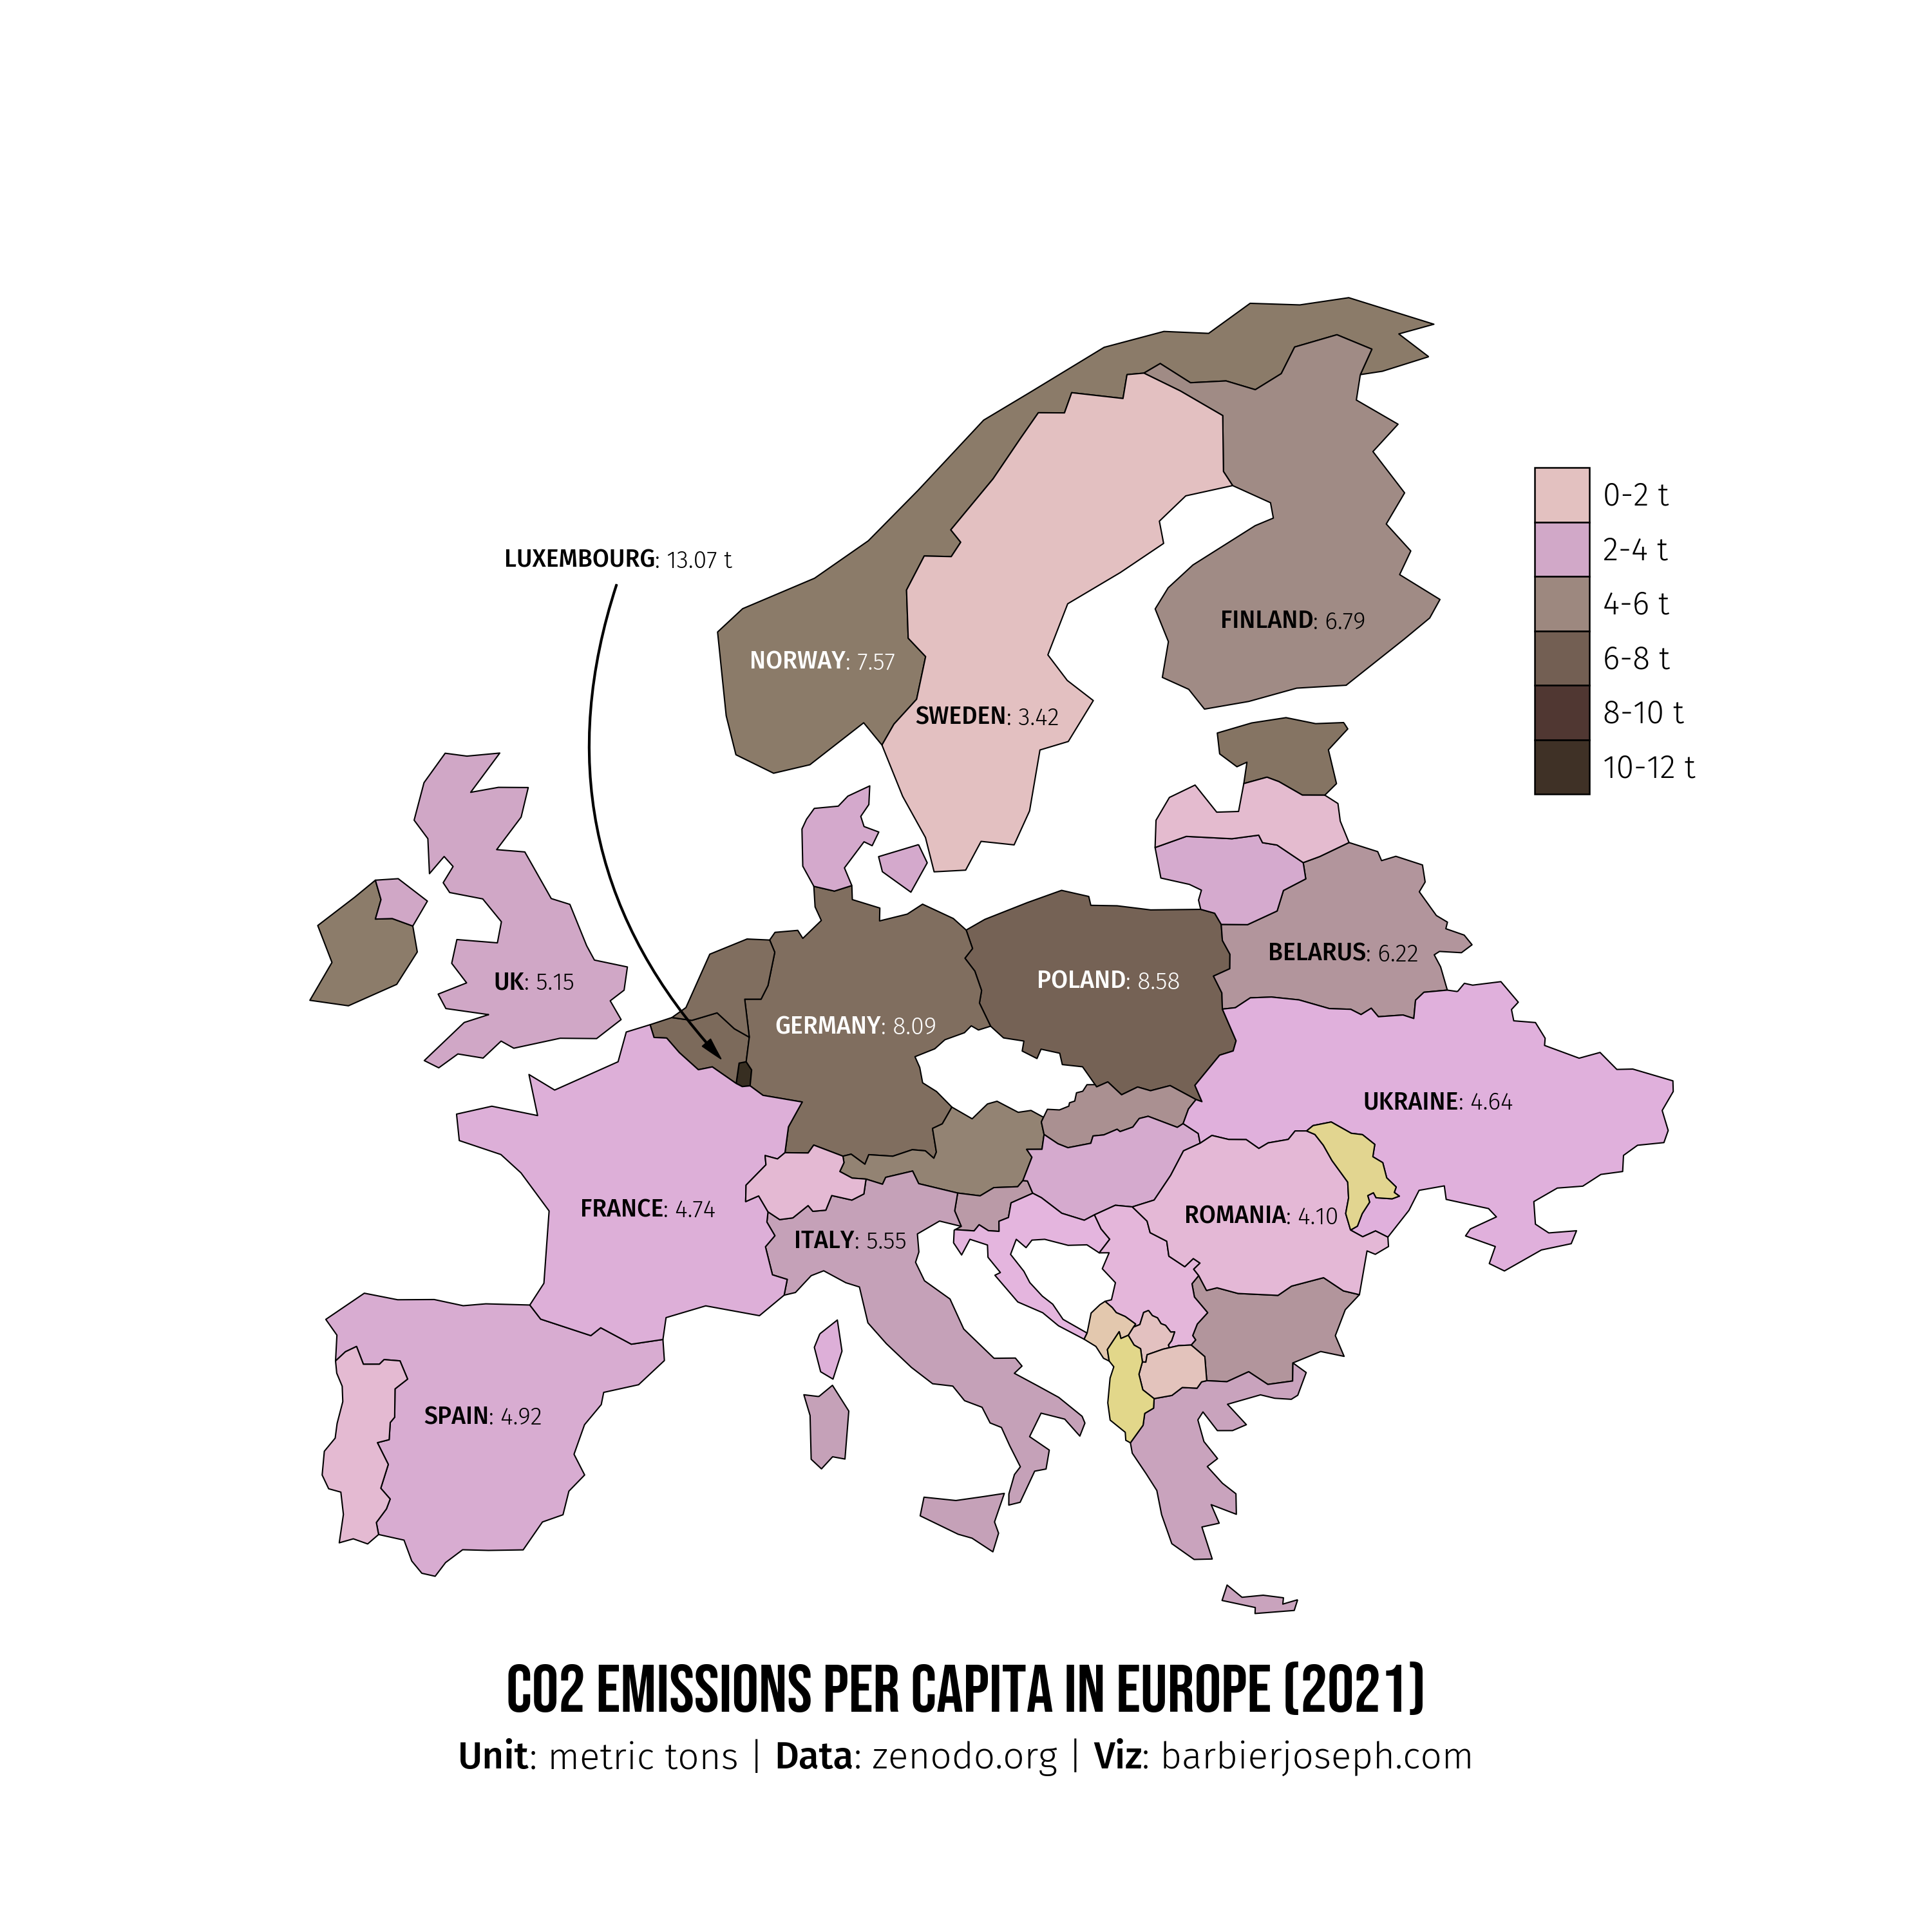 LUXEMBOURG: 13.07 t
NORWAY: 7.57
SWEDEN: 3.42
FINLAND: 6.79
0-2 t
2-4 t
4-6 t
6-8 t
8-10 t
10-12 t
UK: 5.15
GERMANY: 8.09
POLAND: 8.58
BELARUS: 6.22
UKRAINE: 4.64
FRANCE: 4.74
ITALY: 5.55
ROMANIA: 4.10
SPAIN: 4.92
CO2 EMISSIONS PER CAPITA IN EUROPE (2021)
Unit: metric tons | Data: zenodo.org | Viz: barbierjoseph.com